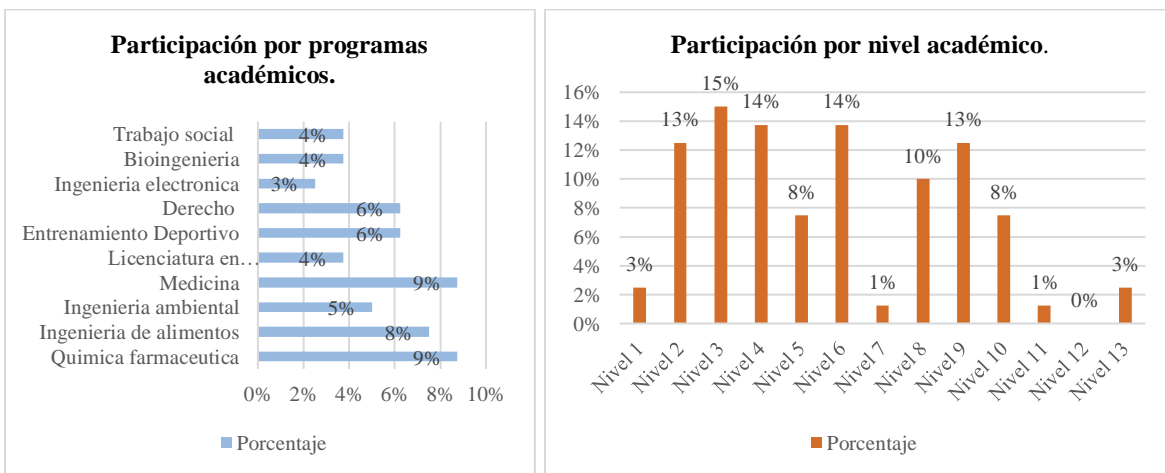 Participación por programas
académicos.
Trabajo social
4%
Bioingenieria
4%
Ingenieria electronica
3%
Derecho
6%
Entrenamiento Deportivo
6%
Licenciatura en…
4%
Medicina
9%
Ingenieria ambiental
5%
Ingenieria de alimentos
8%
Quimica farmaceutica
9%
0% 2% 4% 6% 8% 10%
Porcentaje
Participación por nivel académico.
16%
14%
12%
10%
8%
6%
4%
2%
0%
3% 13% 15% 14% 8% 14% 1% 10% 13% 8% 1% 0% 3%
Nivel 1 Nivel 2 Nivel 3 Nivel 4 Nivel 5 Nivel 6 Nivel 7 Nivel 8 Nivel 9 Nivel 10 Nivel 11 Nivel 12 Nivel 13
Porcentaje